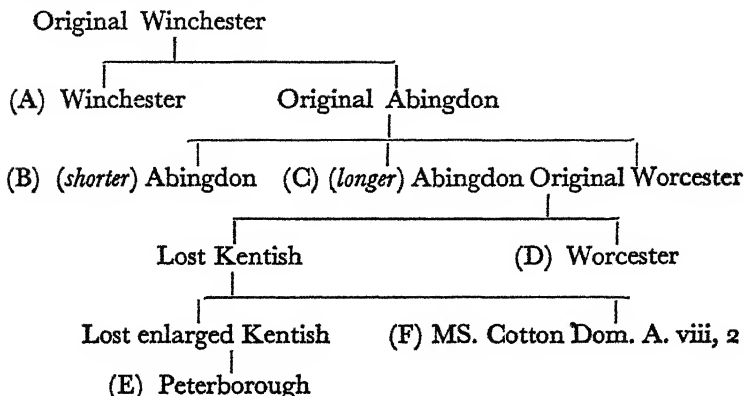 Original Winchester
(A) Winchester Original Abingdon
(B) (shorter) Abingdon (C) (longer) Abingdon Original Worcester
Lost Kentish (D) Worcester
Lost enlarged Kentish (F) MS. Cotton Dom. A. viii, 2
(E) Peterborough